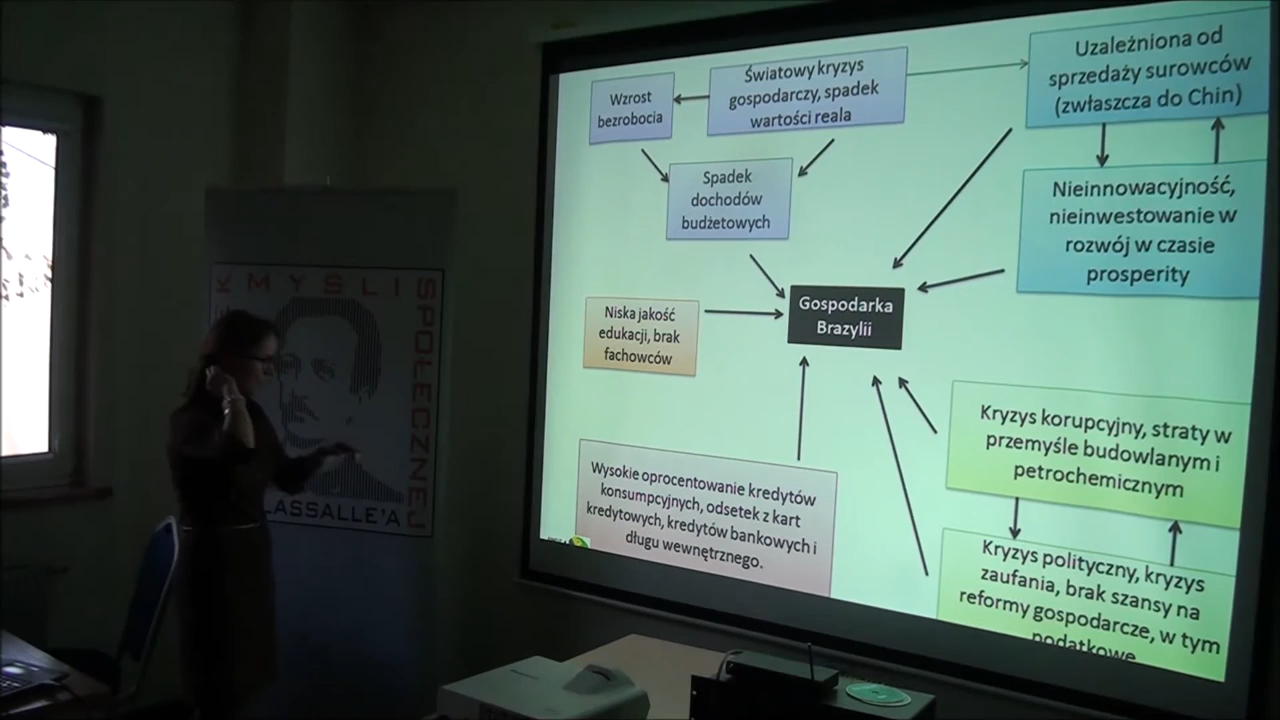 Wzrost
bezrobocia
Światowy kryzys
gospodarczy, spadek
wartości reala
Uzależniona od
sprzedaży surowców
(zwłaszcza do Chin)
Spadek
dochodów
budżetowych
Nieinnowacyjność,
nieinwestowanie w
rozwój w czasie
prosperity
Niska jakość
edukacji, brak
fachowców
Gospodarka
Brazylii
Wysokie oprocentowanie kredytów
konsumpcyjnych, odsetek z kart
kredytowych, kredytów bankowych i
długu wewnętrznego.
Kryzys korupcyjny, straty w
przemyśle budowlanym i
petrochemicznym
Kryzys polityczny, kryzys
zaufania, brak szansy na
reformy gospodarcze, w tym
podatkowe
MYŚLI
SPOŁECZNEJ
LASSALLE'A